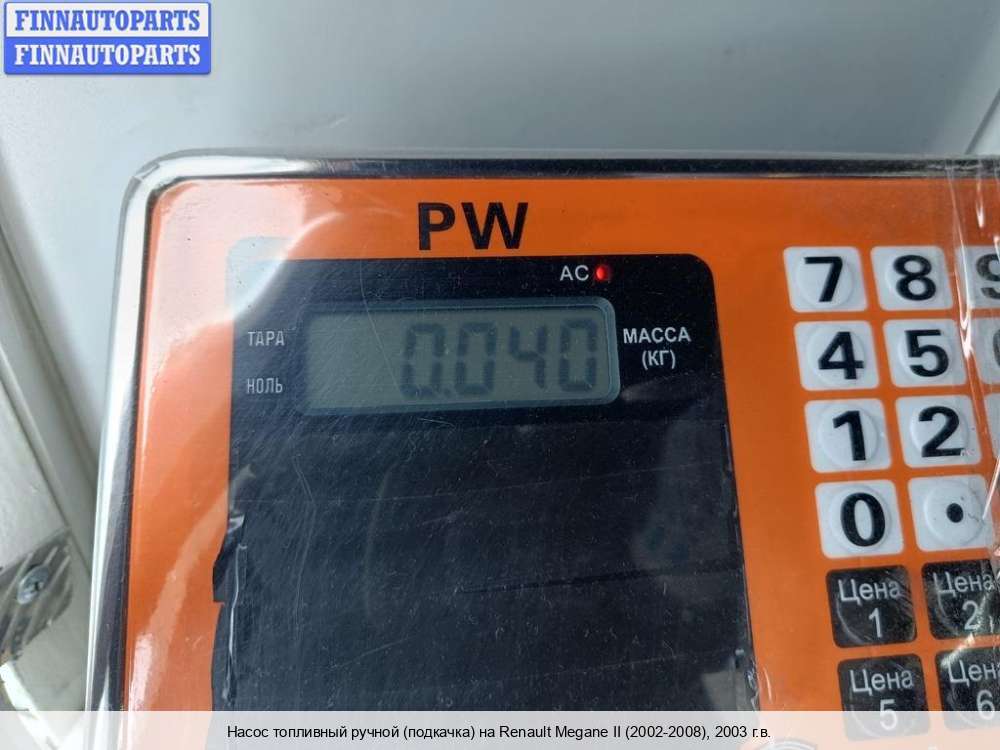 FINNAUTOPARTS
FINNAUTOPARTS
PW
AC
ТАРА
НОЛЬ
0.040
МАССА
(КГ)
7 8 9
4 5
1 2
0 .
Цена 1
Цена 2
Цена 5
Цена 6
Насос топливный ручной (подкачка) на Renault Megane II (2002-2008), 2003 г.в.